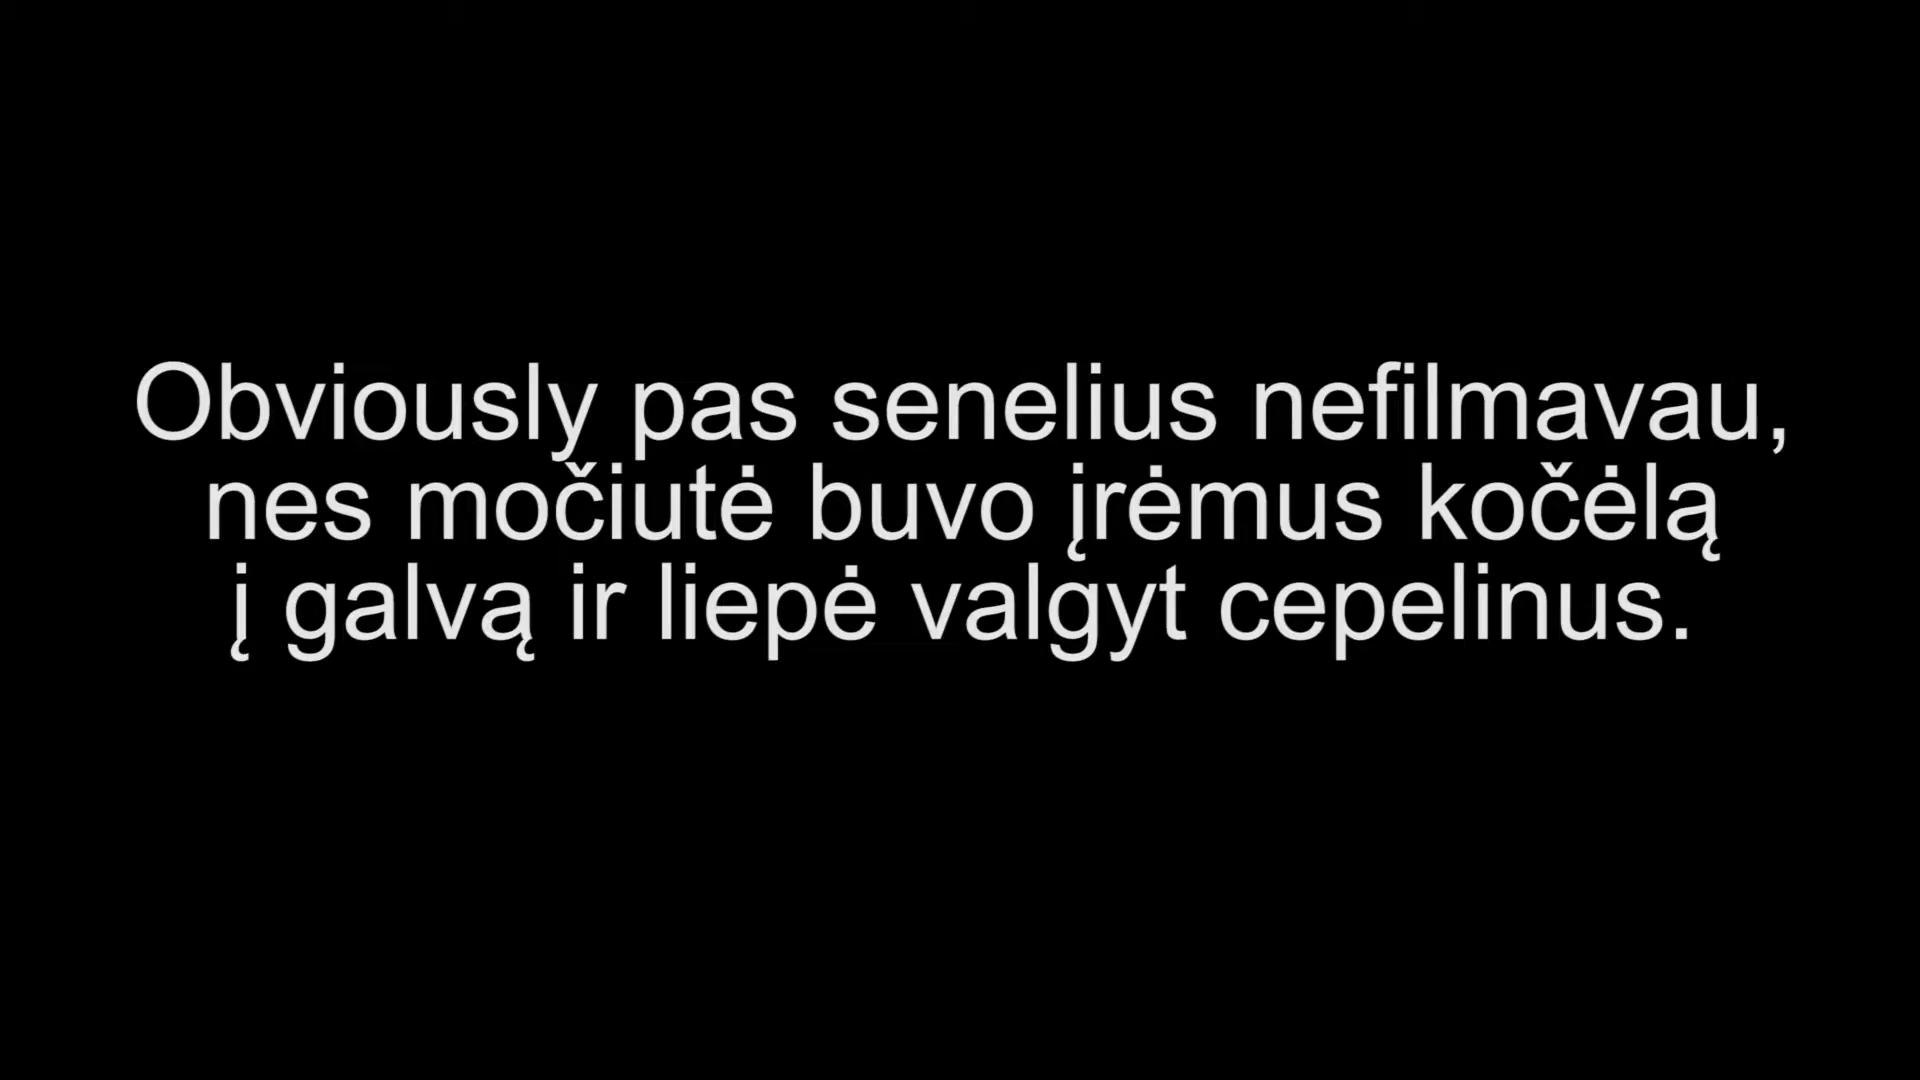 Obviously pas senelius nefilmavau,
nes močiutė buvo įrėmus kočėlą
į galvą ir liepė valgyt cepelinus.